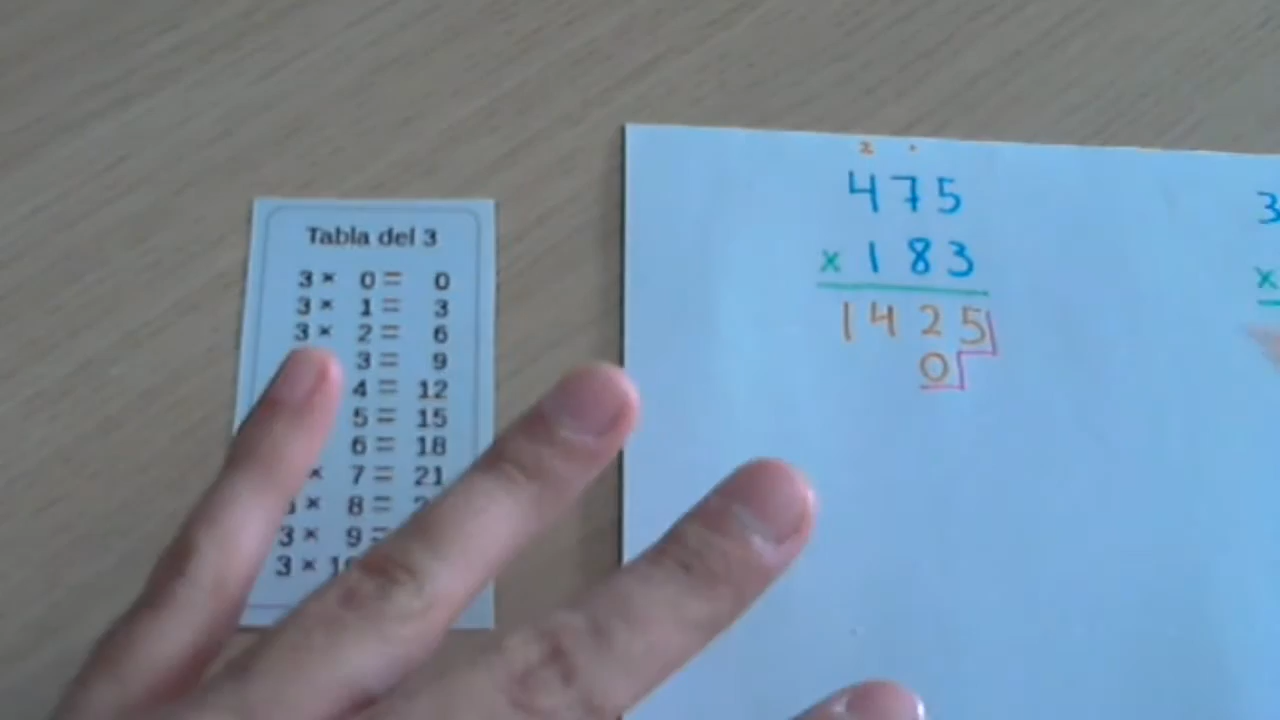 Tabla del 3
3 × 0 = 0
3 × 1 = 3
3 × 2 = 6
3 = 9
4 = 12
5 = 15
6 = 18
× 7 = 21
× 8 =
3 × 9 =
3 ×
2
475
x 183
1425
0
3
x